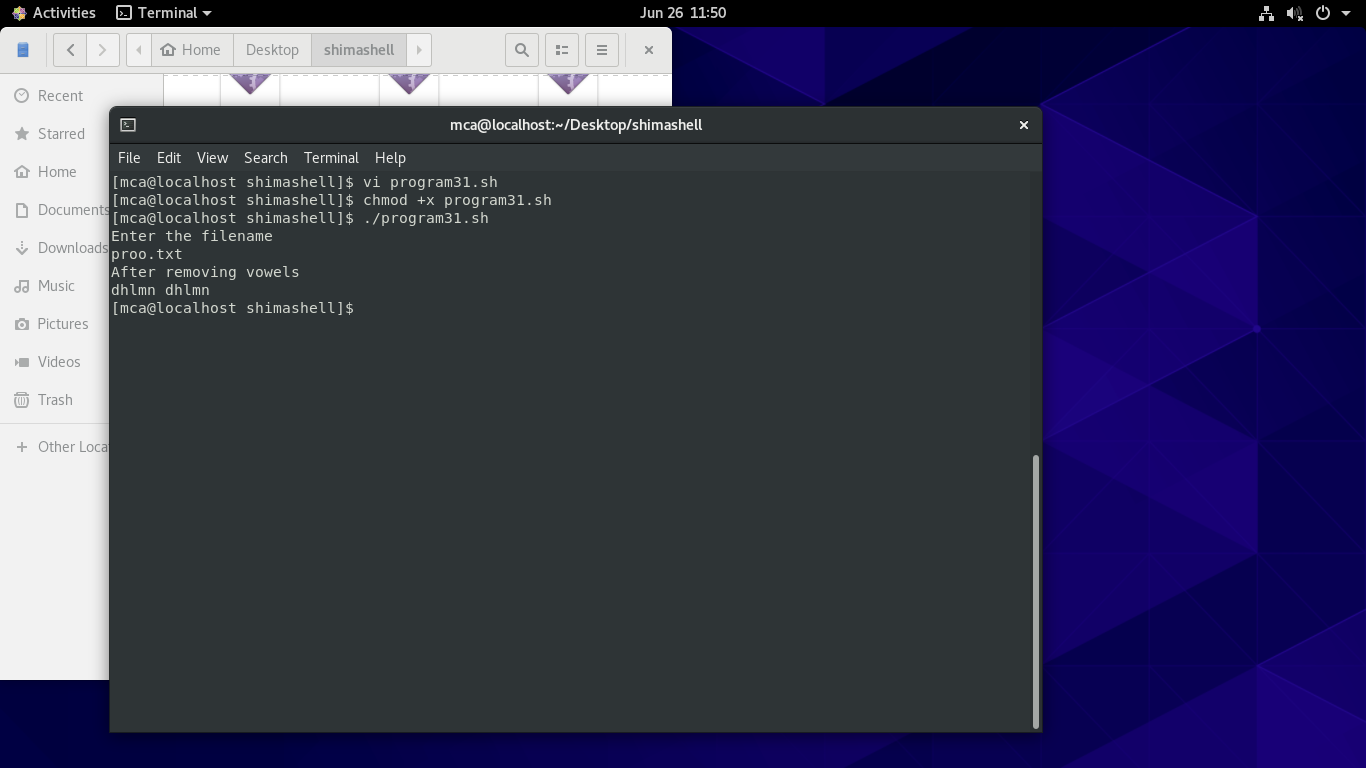 Activities
Terminal
Jun 26 11:50
Home
Desktop
shimashell
Recent
Starred
Home
Documents
Downloads
Music
Pictures
Videos
Trash
Other Loca
mca@localhost:~/Desktop/shimashell
File Edit View Search Terminal Help
[mca@localhost shimashell]$ vi program31.sh
[mca@localhost shimashell]$ chmod +x program31.sh
[mca@localhost shimashell]$ ./program31.sh
Enter the filename
proo.txt
After removing vowels
dhlmn dhlmn
[mca@localhost shimashell]$